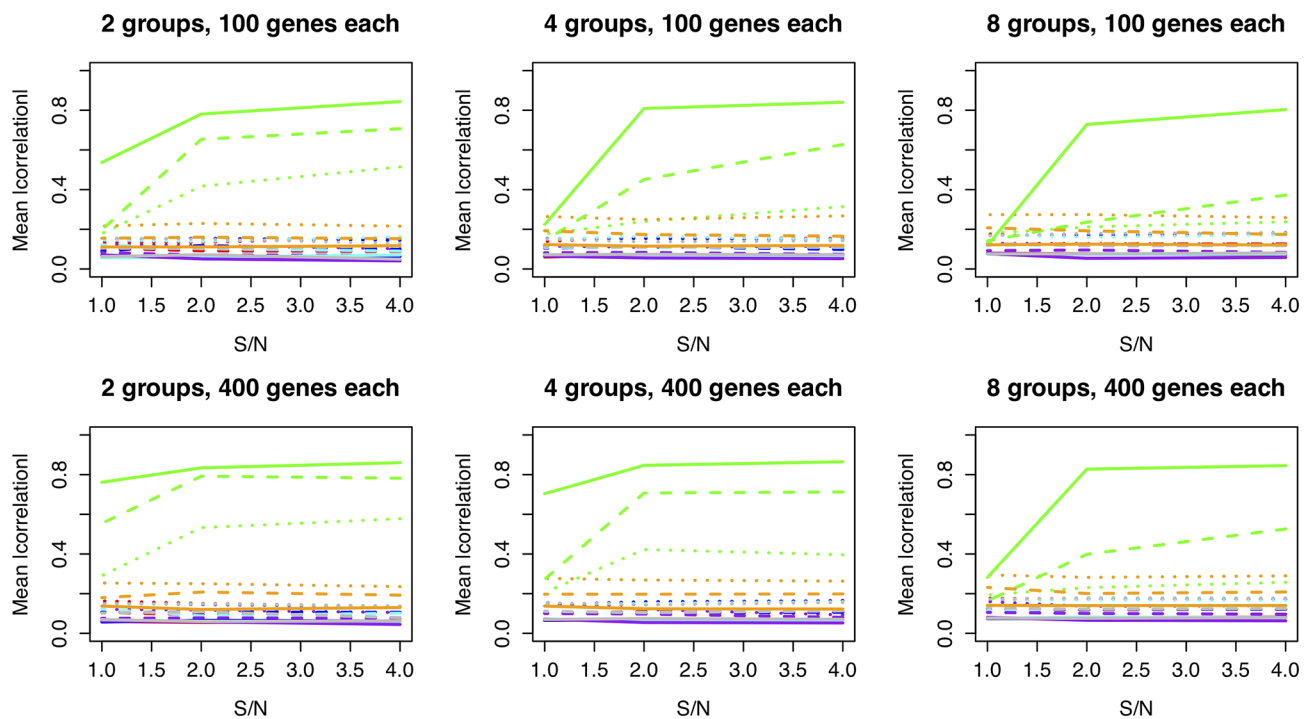 2 groups, 100 genes each
4 groups, 100 genes each
8 groups, 100 genes each
Mean |correlation|
0.0 0.4 0.8
1.0 1.5 2.0 2.5 3.0 3.5 4.0
S/N
Mean |correlation|
0.0 0.4 0.8
1.0 1.5 2.0 2.5 3.0 3.5 4.0
S/N
Mean |correlation|
0.0 0.4 0.8
1.0 1.5 2.0 2.5 3.0 3.5 4.0
S/N
2 groups, 400 genes each
4 groups, 400 genes each
8 groups, 400 genes each
Mean |correlation|
0.0 0.4 0.8
1.0 1.5 2.0 2.5 3.0 3.5 4.0
S/N
Mean |correlation|
0.0 0.4 0.8
1.0 1.5 2.0 2.5 3.0 3.5 4.0
S/N
Mean |correlation|
0.0 0.4 0.8
1.0 1.5 2.0 2.5 3.0 3.5 4.0
S/N